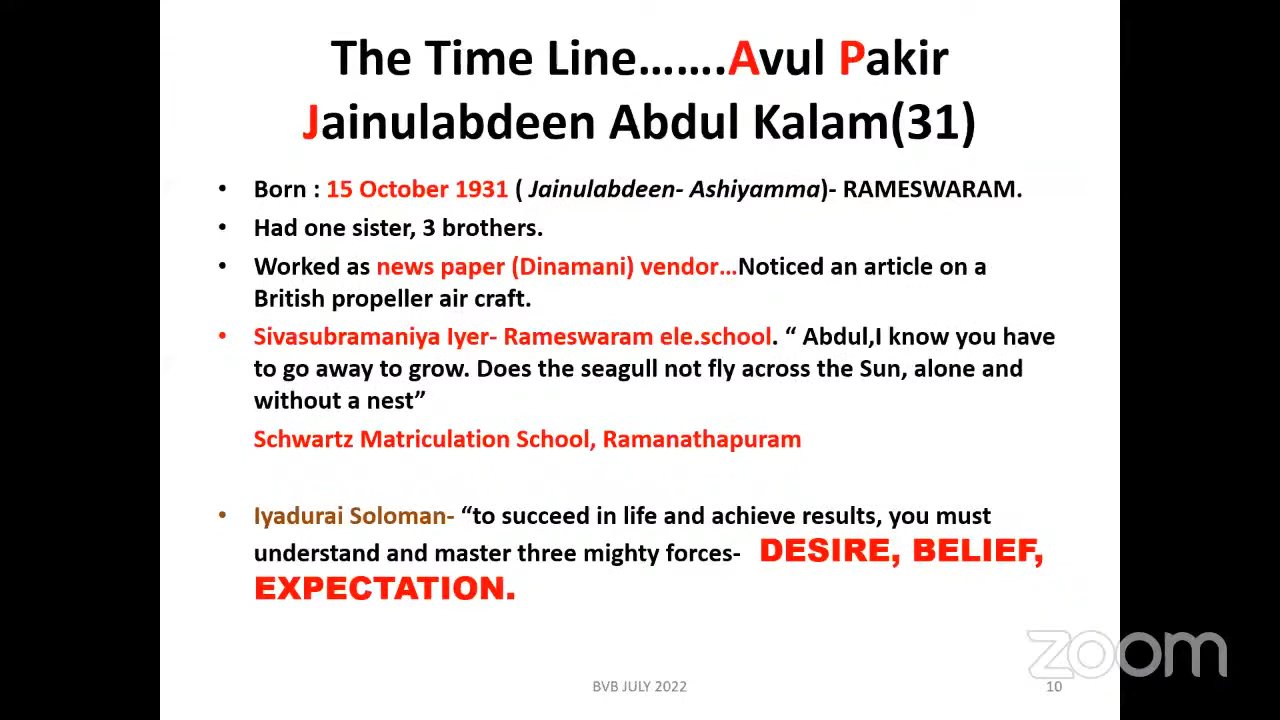 The Time Line…….Avul Pakir
Jainulabdeen Abdul Kalam(31)
• Born : 15 October 1931 ( Jainulabdeen- Ashiyamma)- RAMESWARAM.
• Had one sister, 3 brothers.
• Worked as news paper (Dinamani) vendor…Noticed an article on a
British propeller air craft.
• Sivasubramaniya Iyer- Rameswaram ele.school. “ Abdul,I know you have
to go away to grow. Does the seagull not fly across the Sun, alone and
without a nest”
Schwartz Matriculation School, Ramanathapuram
• Iyadurai Soloman- “to succeed in life and achieve results, you must
understand and master three mighty forces- DESIRE, BELIEF,
EXPECTATION.
zoom
BVB JULY 2022
10